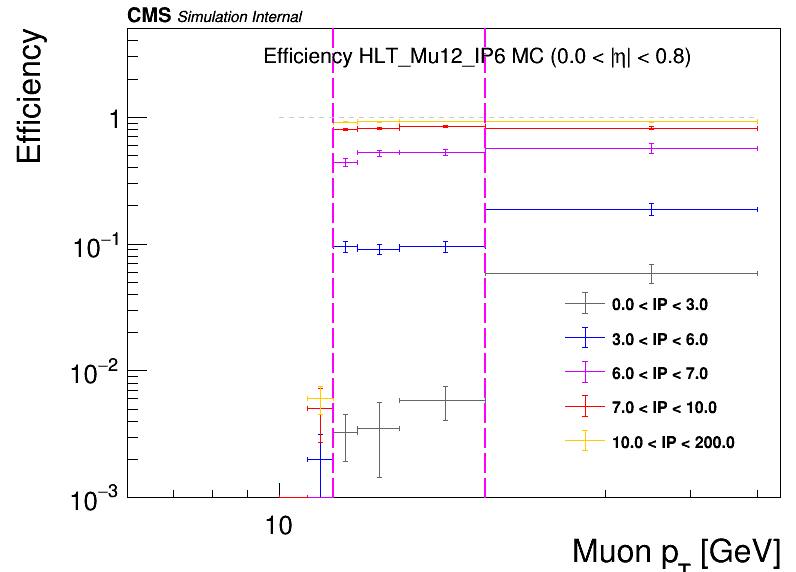 CMS Simulation Internal
Efficiency HLT_Mu12_IP6 MC (0.0 < |η| < 0.8)
Efficiency
1
10⁻¹
10⁻²
10⁻³
0.0 < IP < 3.0
3.0 < IP < 6.0
6.0 < IP < 7.0
7.0 < IP < 10.0
10.0 < IP < 200.0
10
Muon p_T [GeV]